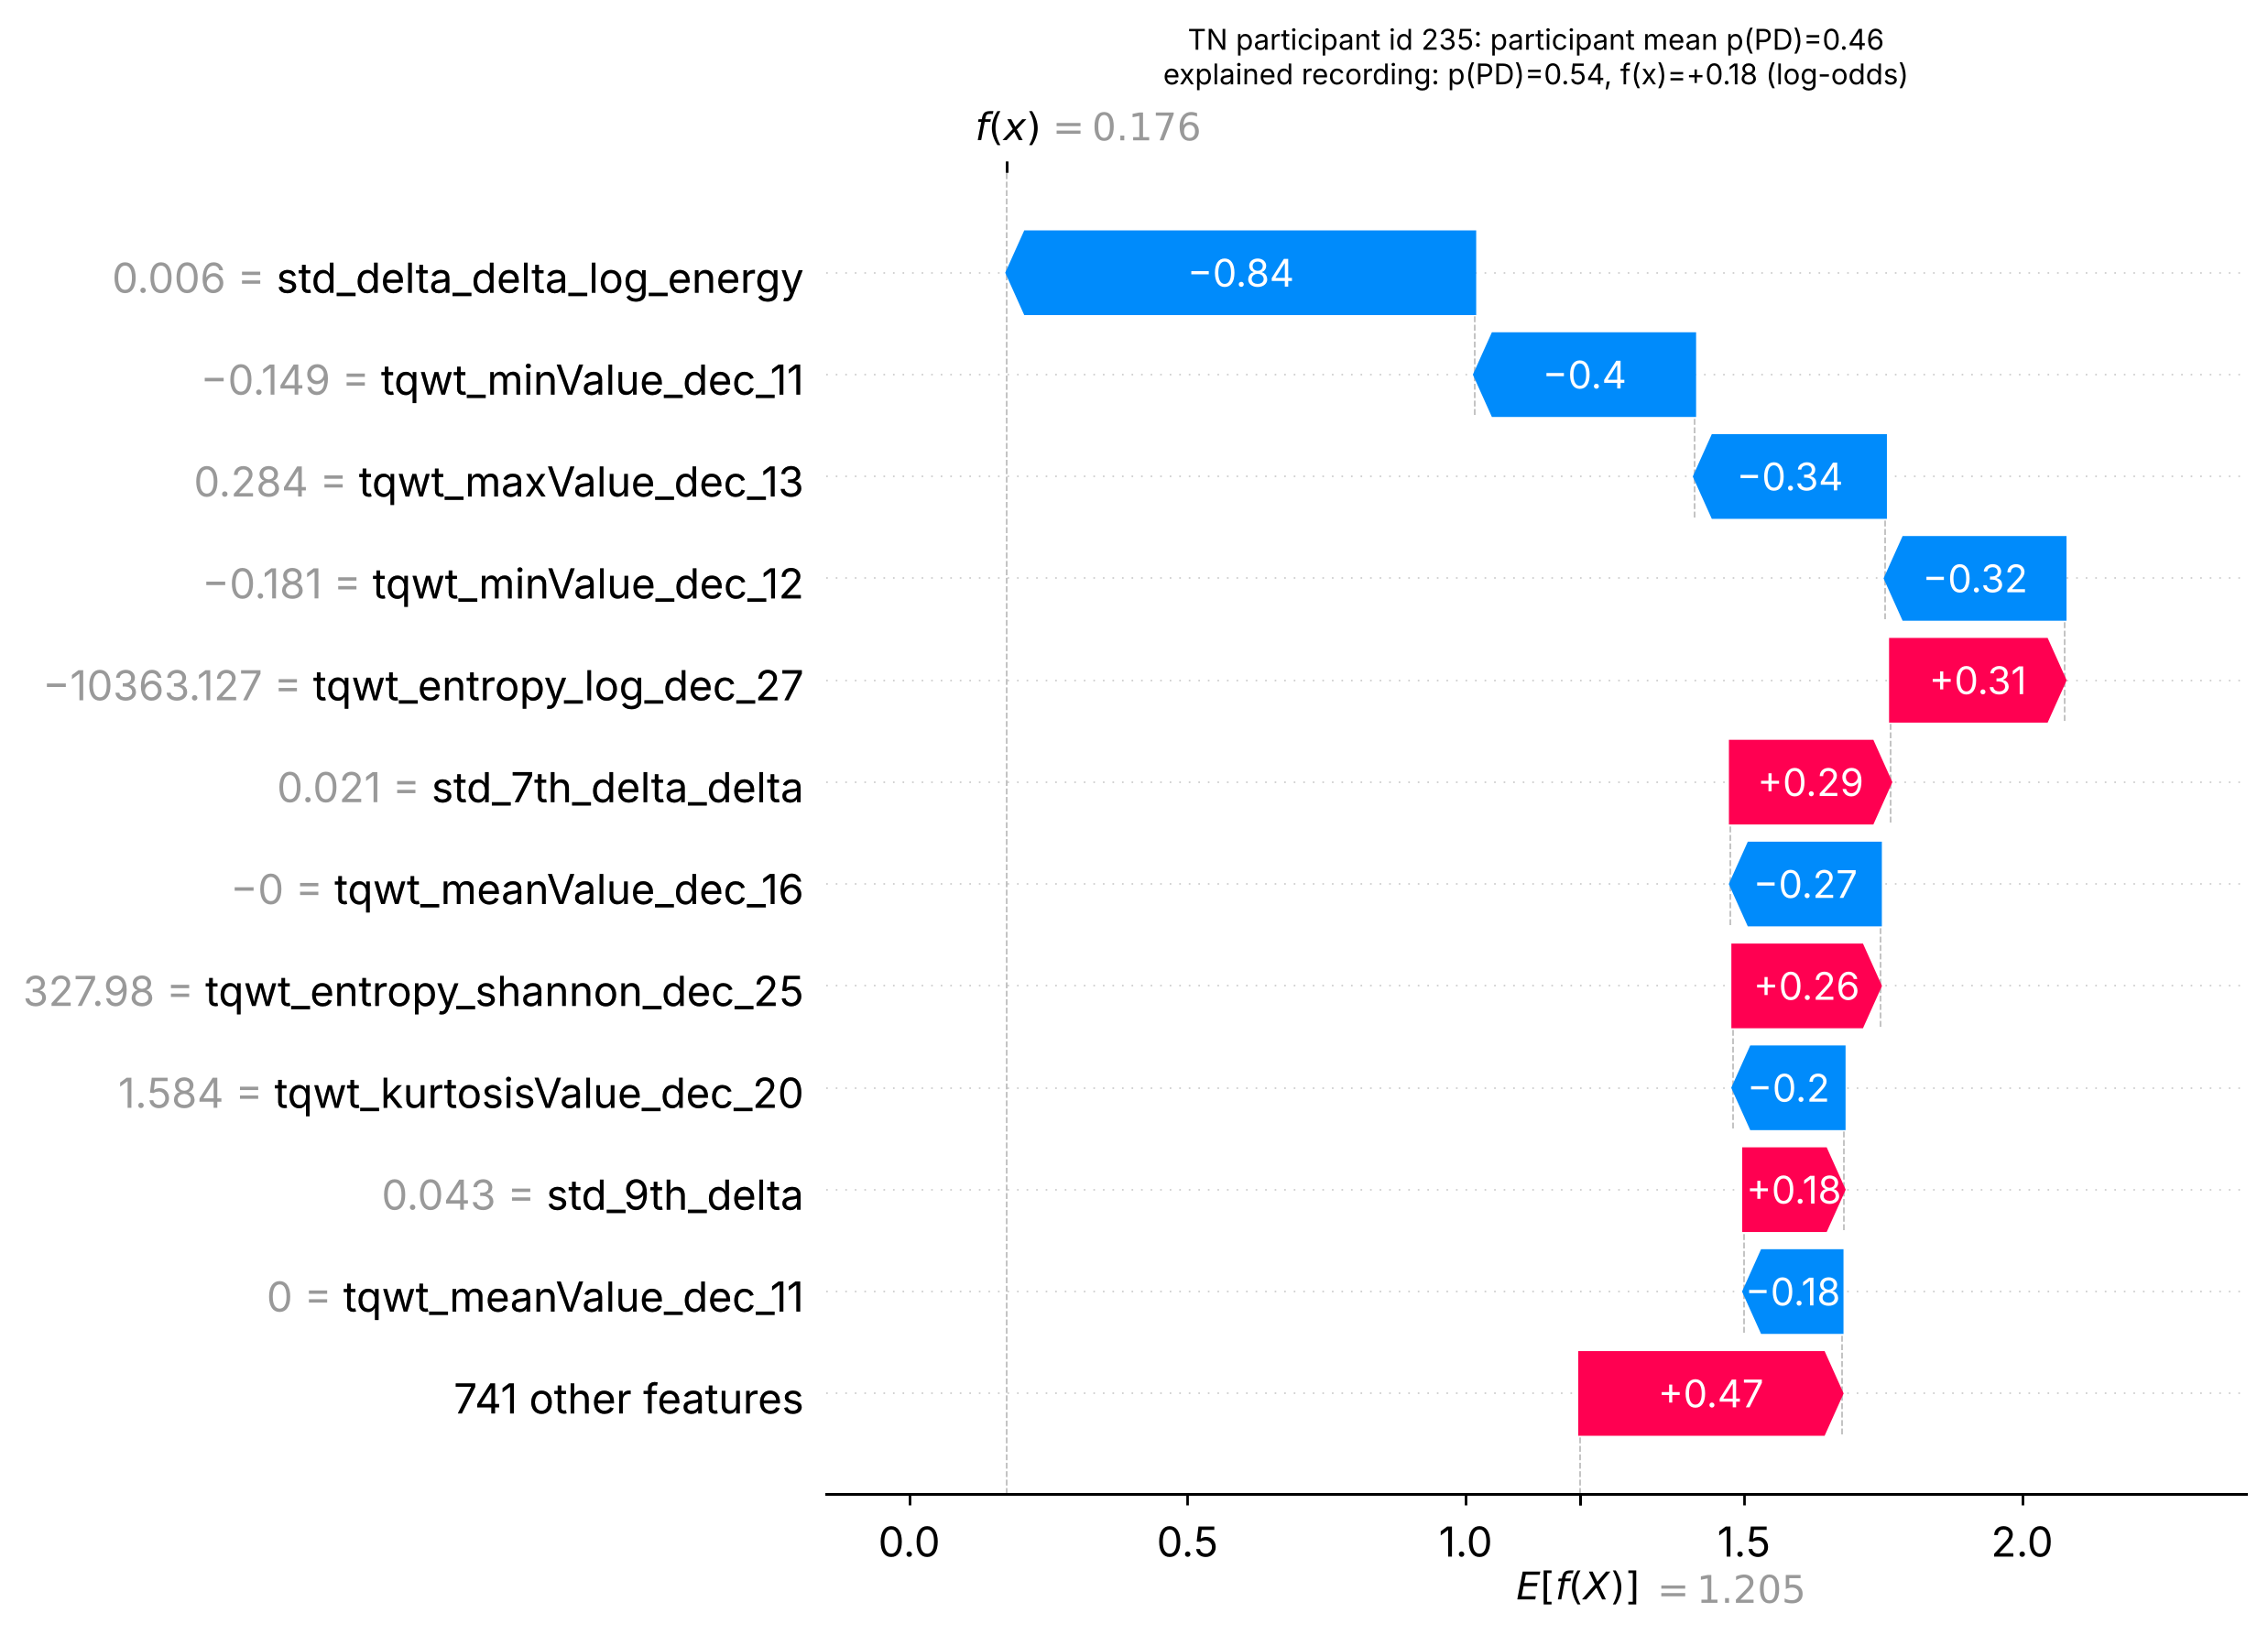 TN participant id 235: participant mean p(PD)=0.46
explained recording: p(PD)=0.54, f(x)=+0.18 (log-odds)
f(x) = 0.176
0.006 = std_delta_delta_log_energy
−0.84
−0.149 = tqwt_minValue_dec_11
−0.4
0.284 = tqwt_maxValue_dec_13
−0.34
−0.181 = tqwt_minValue_dec_12
−0.32
−10363.127 = tqwt_entropy_log_dec_27
+0.31
0.021 = std_7th_delta_delta
+0.29
−0 = tqwt_meanValue_dec_16
−0.27
327.98 = tqwt_entropy_shannon_dec_25
+0.26
1.584 = tqwt_kurtosisValue_dec_20
−0.2
0.043 = std_9th_delta
+0.18
0 = tqwt_meanValue_dec_11
−0.18
741 other features
+0.47
0.0 0.5 1.0 1.5 2.0
E[f(X)] = 1.205